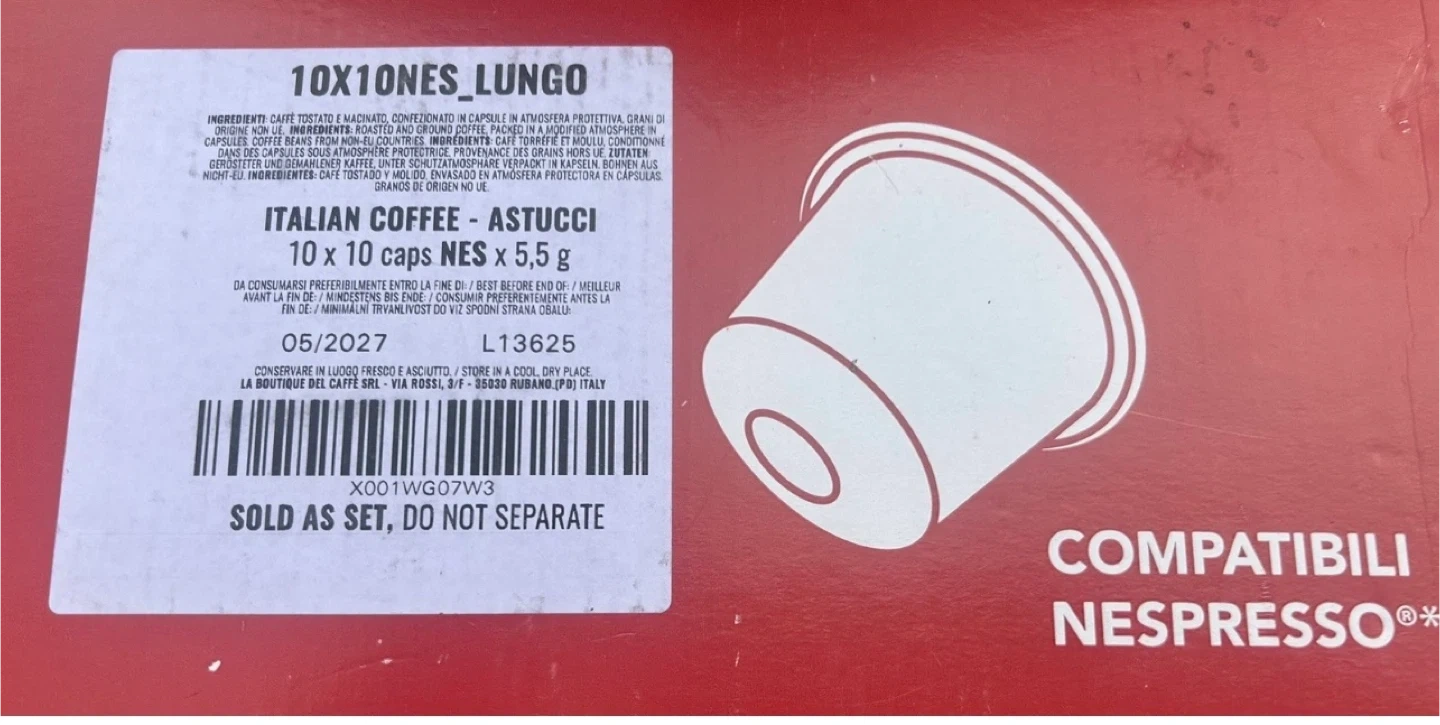 10X10NES_LUNGO
INGREDIENTI: CAFFÈ TOSTATO E MACINATO, CONFEZIONATO IN CAPSULE IN ATMOSFERA PROTETTIVA, GRANI DI
ORIGINE NON UE. INGREDIENTS: ROASTED AND GROUND COFFEE, PACKED IN A MODIFIED ATMOSPHERE IN
CAPSULES. COFFEE BEANS FROM NON-EU COUNTRIES. INGRÉDIENTS: CAFÉ TORRÉFIÉ ET MOULU, CONDITIONNÉ
DANS DES CAPSULES SOUS ATMOSPHÈRE PROTECTRICE. PROVENANCE DES GRAINS HORS UE. ZUTATEN:
GERÖSTETER UND GEMAHLENER KAFFEE, UNTER SCHUTZATMOSPHÄRE VERPACKT IN KAPSELN. BOHNEN AUS
NICHT-EU. INGREDIENTES: CAFÉ TOSTADO Y MOLIDO, ENVASADO EN ATMÓSFERA PROTECTORA EN CÁPSULAS.
GRANOS DE ORIGEN NO UE.
ITALIAN COFFEE - ASTUCCI
10 x 10 caps NES x 5,5 g
DA CONSUMARSI PREFERIBILMENTE ENTRO LA FINE DI: / BEST BEFORE END OF: / MEILLEUR
AVANT LA FIN DE: / MINDESTENS BIS ENDE: / CONSUMIR PREFERENTEMENTE ANTES LA
FIN DE: / MINIMÁLNÍ TRVANLIVOST DO VIZ SPODNÍ STRANA OBALU:
05/2027 L13625
CONSERVARE IN LUOGO FRESCO E ASCIUTTO. / STORE IN A COOL, DRY PLACE.
LA BOUTIQUE DEL CAFFÈ SRL - VIA ROSSI, 3/F - 35030 RUBANO.(PD) ITALY
X001WG07W3
SOLD AS SET, DO NOT SEPARATE
COMPATIBILI
NESPRESSO®*